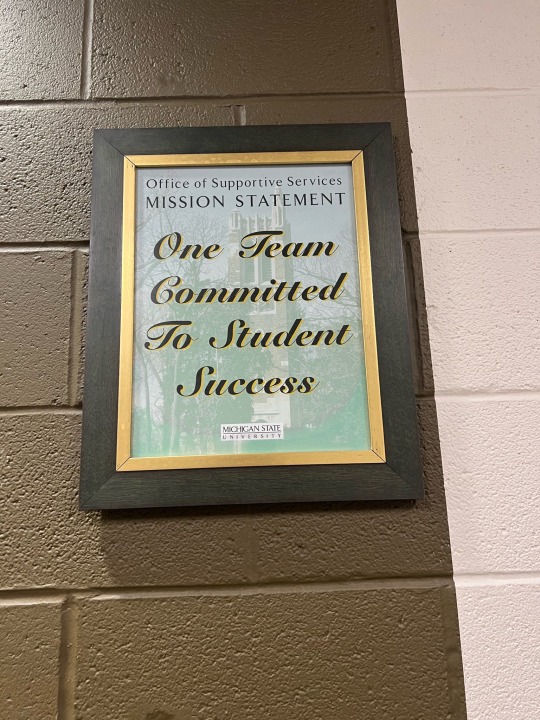 Office of Supportive Services
MISSION STATEMENT
One Team
Committed
To Student
Success
MICHIGAN STATE
UNIVERSITY